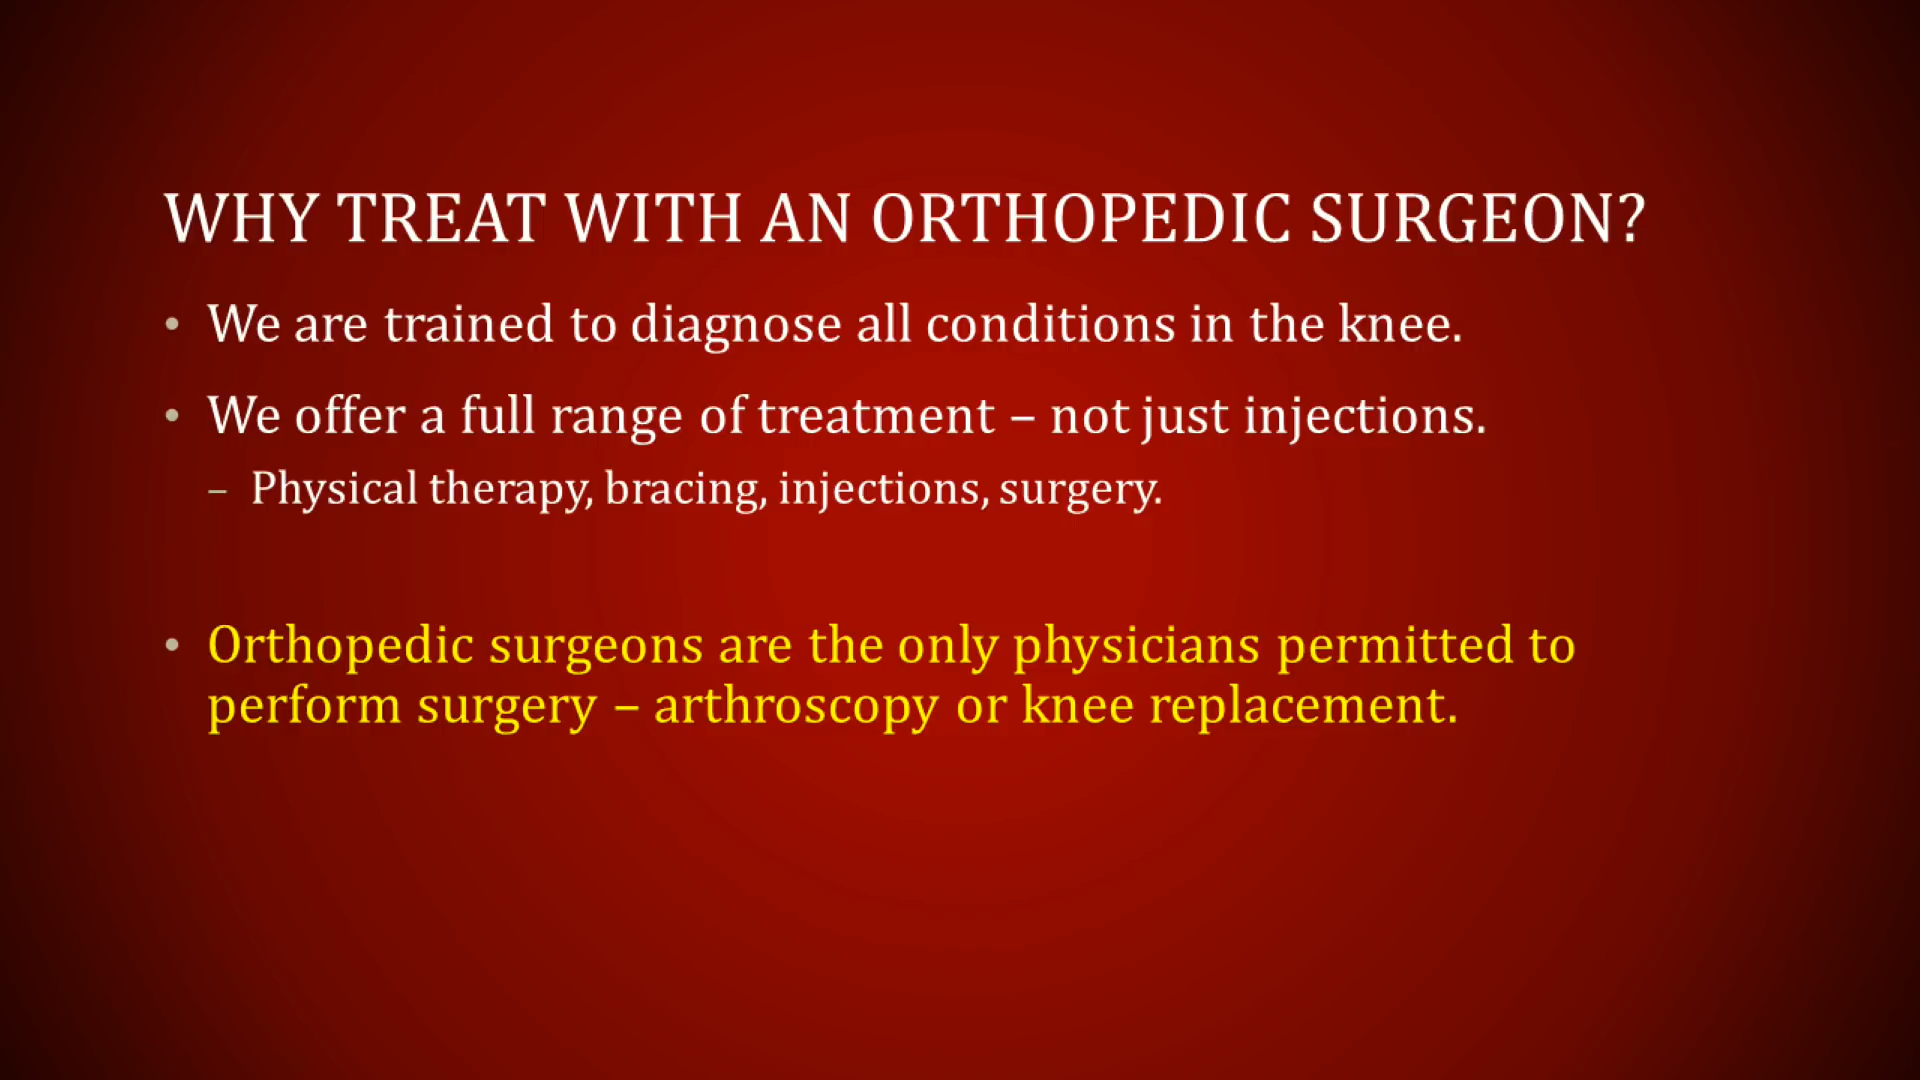 WHY TREAT WITH AN ORTHOPEDIC SURGEON?
• We are trained to diagnose all conditions in the knee.
• We offer a full range of treatment – not just injections.
– Physical therapy, bracing, injections, surgery.
• Orthopedic surgeons are the only physicians permitted to
perform surgery – arthroscopy or knee replacement.